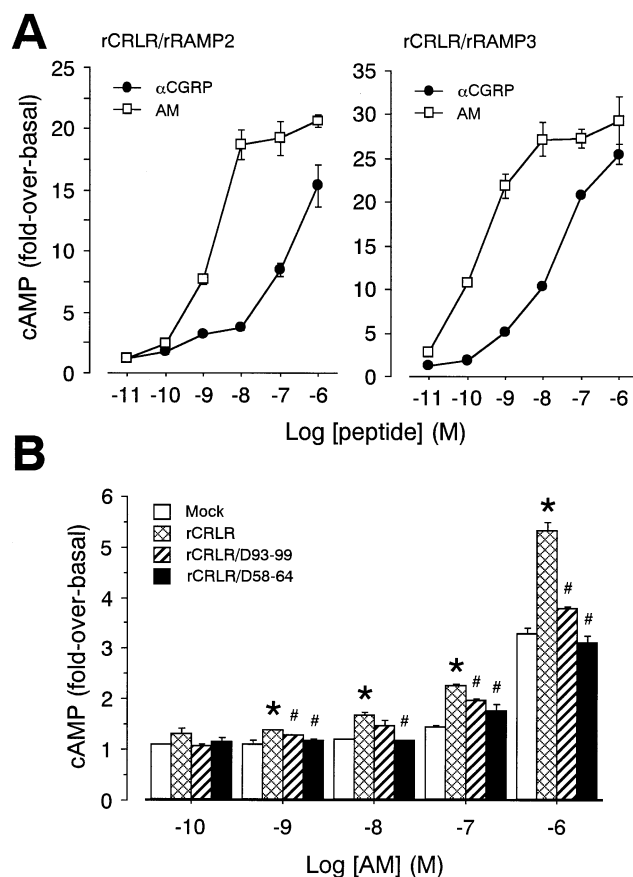 A
rCRLR/rRAMP2
rCRLR/rRAMP3
αCGRP
AM
αCGRP
AM
cAMP (fold-over-basal)
25
20
15
10
5
0
35
30
25
20
15
10
5
0
-11 -10 -9 -8 -7 -6
-11 -10 -9 -8 -7 -6
Log [peptide] (M)
B
Mock
rCRLR
rCRLR/D93-99
rCRLR/D58-64
cAMP (fold-over-basal)
6
5
4
3
2
1
0
*
# #
*
#
*
# #
*
#
#
-10 -9 -8 -7 -6
Log [AM] (M)